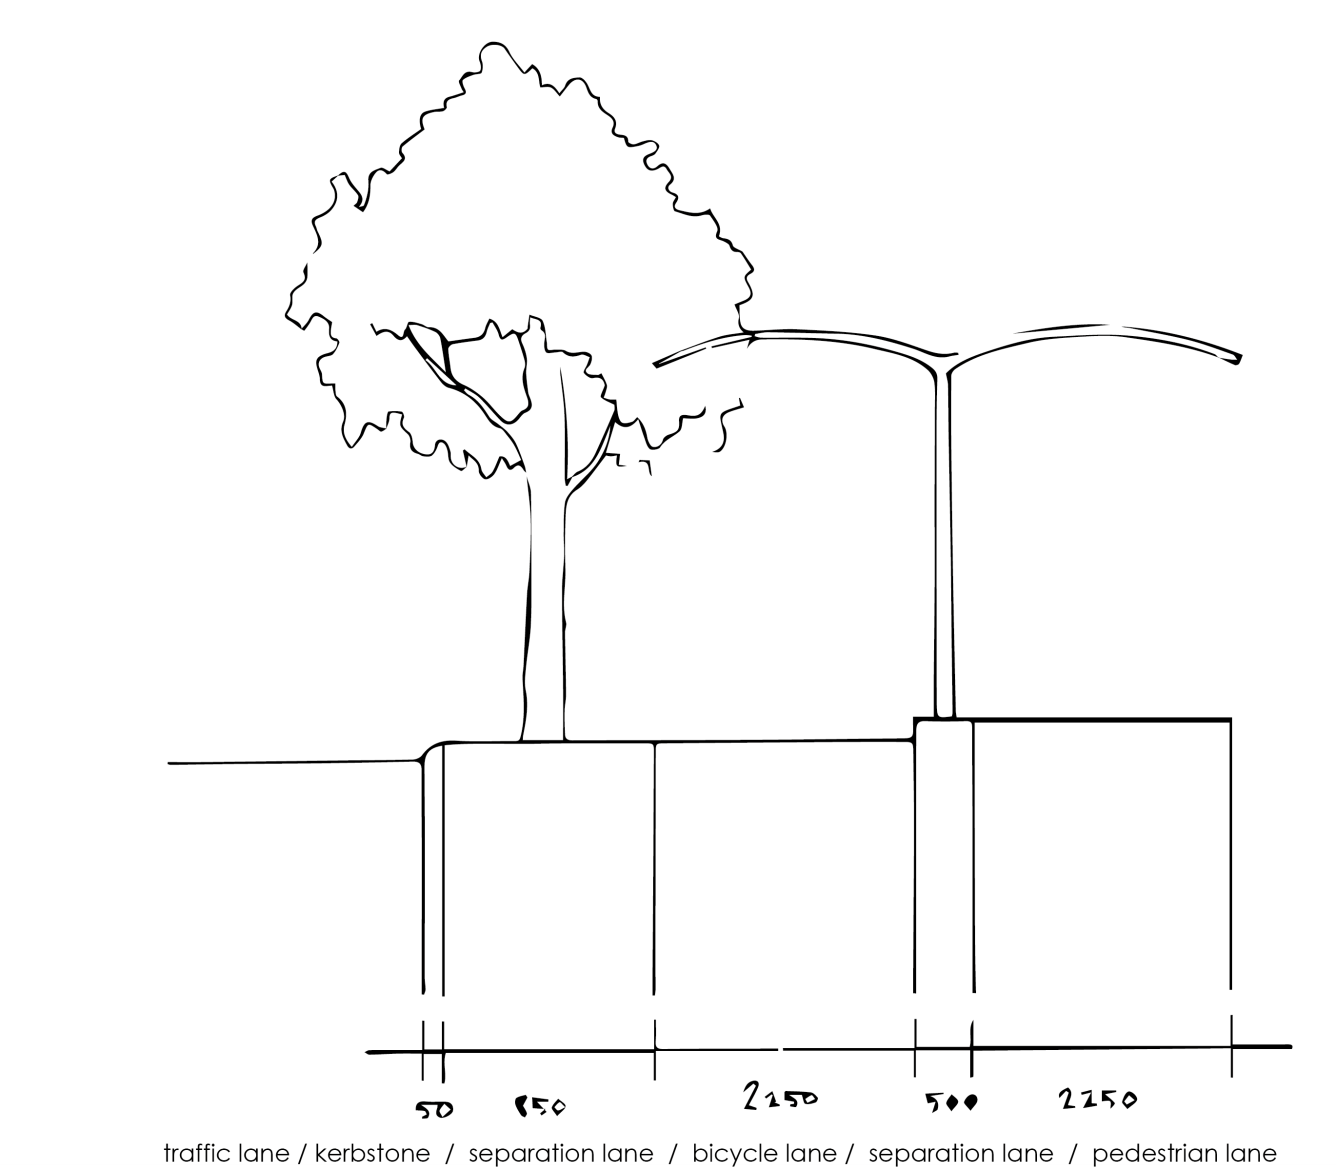 50 850 2250 500 2250
traffic lane / kerbstone / separation lane / bicycle lane / separation lane / pedestrian lane